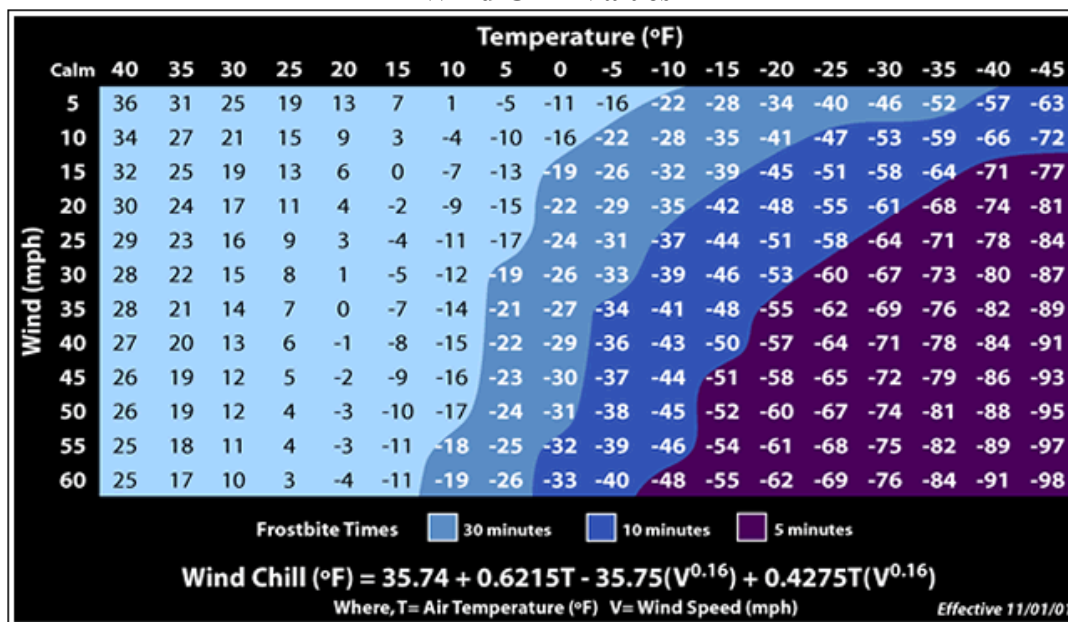 Temperature (ºF)
Calm 40 35 30 25 20 15 10 5 0 -5 -10 -15 -20 -25 -30 -35 -40 -45
5 36 31 25 19 13 7 1 -5 -11 -16 -22 -28 -34 -40 -46 -52 -57 -63
10 34 27 21 15 9 3 -4 -10 -16 -22 -28 -35 -41 -47 -53 -59 -66 -72
15 32 25 19 13 6 0 -7 -13 -19 -26 -32 -39 -45 -51 -58 -64 -71 -77
20 30 24 17 11 4 -2 -9 -15 -22 -29 -35 -42 -48 -55 -61 -68 -74 -81
25 29 23 16 9 3 -4 -11 -17 -24 -31 -37 -44 -51 -58 -64 -71 -78 -84
30 28 22 15 8 1 -5 -12 -19 -26 -33 -39 -46 -53 -60 -67 -73 -80 -87
35 28 21 14 7 0 -7 -14 -21 -27 -34 -41 -48 -55 -62 -69 -76 -82 -89
40 27 20 13 6 -1 -8 -15 -22 -29 -36 -43 -50 -57 -64 -71 -78 -84 -91
45 26 19 12 5 -2 -9 -16 -23 -30 -37 -44 -51 -58 -65 -72 -79 -86 -93
50 26 19 12 4 -3 -10 -17 -24 -31 -38 -45 -52 -60 -67 -74 -81 -88 -95
55 25 18 11 4 -3 -11 -18 -25 -32 -39 -46 -54 -61 -68 -75 -82 -89 -97
60 25 17 10 3 -4 -11 -19 -26 -33 -40 -48 -55 -62 -69 -76 -84 -91 -98
Wind (mph)
Frostbite Times 30 minutes 10 minutes 5 minutes
Wind Chill (ºF) = 35.74 + 0.6215T - 35.75(V^0.16) + 0.4275T(V^0.16)
Where, T= Air Temperature (ºF) V= Wind Speed (mph) Effective 11/01/01